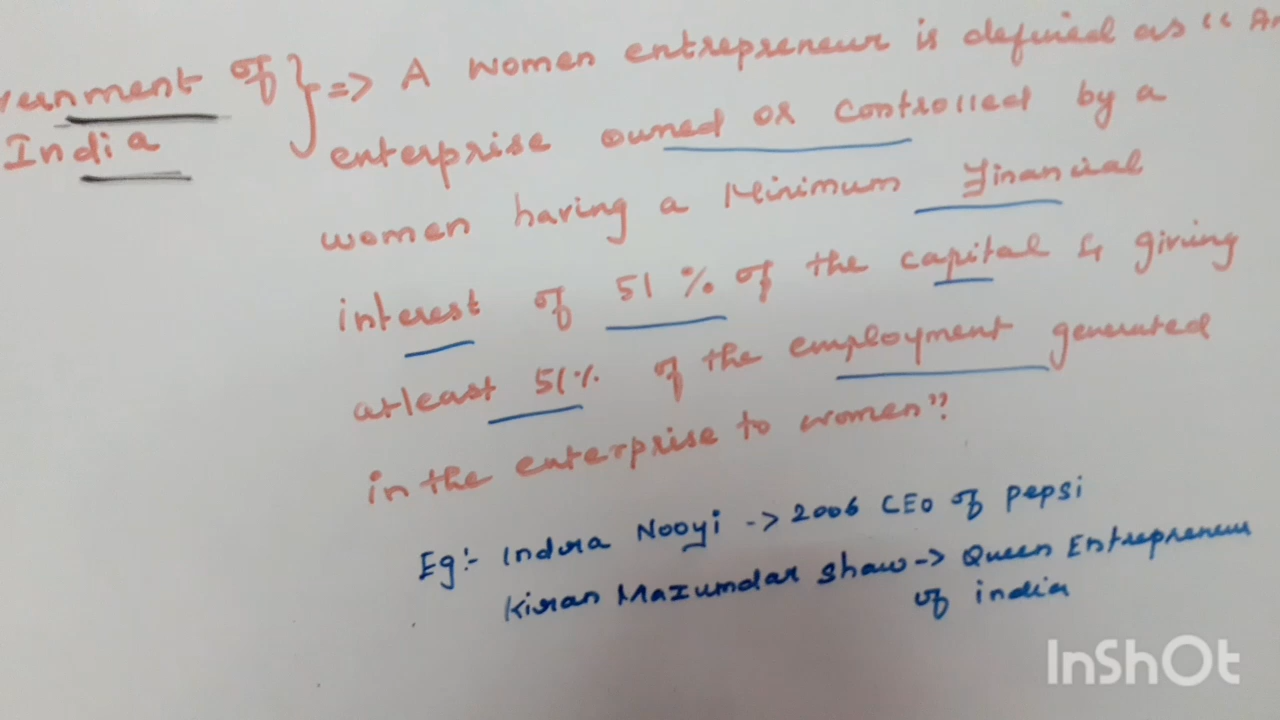 ernment of } => A women entrepreneur is defined as “ An
India
enterprise owned or controlled by a
women having a Minimum Financial
interest of 51 % of the capital & giving
atleast 51% of the employment generated
in the enterprise to women”
Eg:- Indra Nooyi -> 2006 CEO of pepsi
Kiran Mazumdar Shaw -> Queen Entrepreneur
of india
InShOt